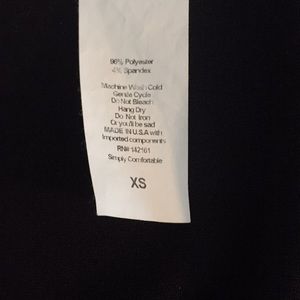 96% Polyester
4% Spandex
Machine Wash Cold
Gentle Cycle
Do Not Bleach
Hang Dry
Do Not Iron
Or you'll be sad
MADE IN U.S.A with
Imported components
RN# 142161
Simply Comfortable
XS